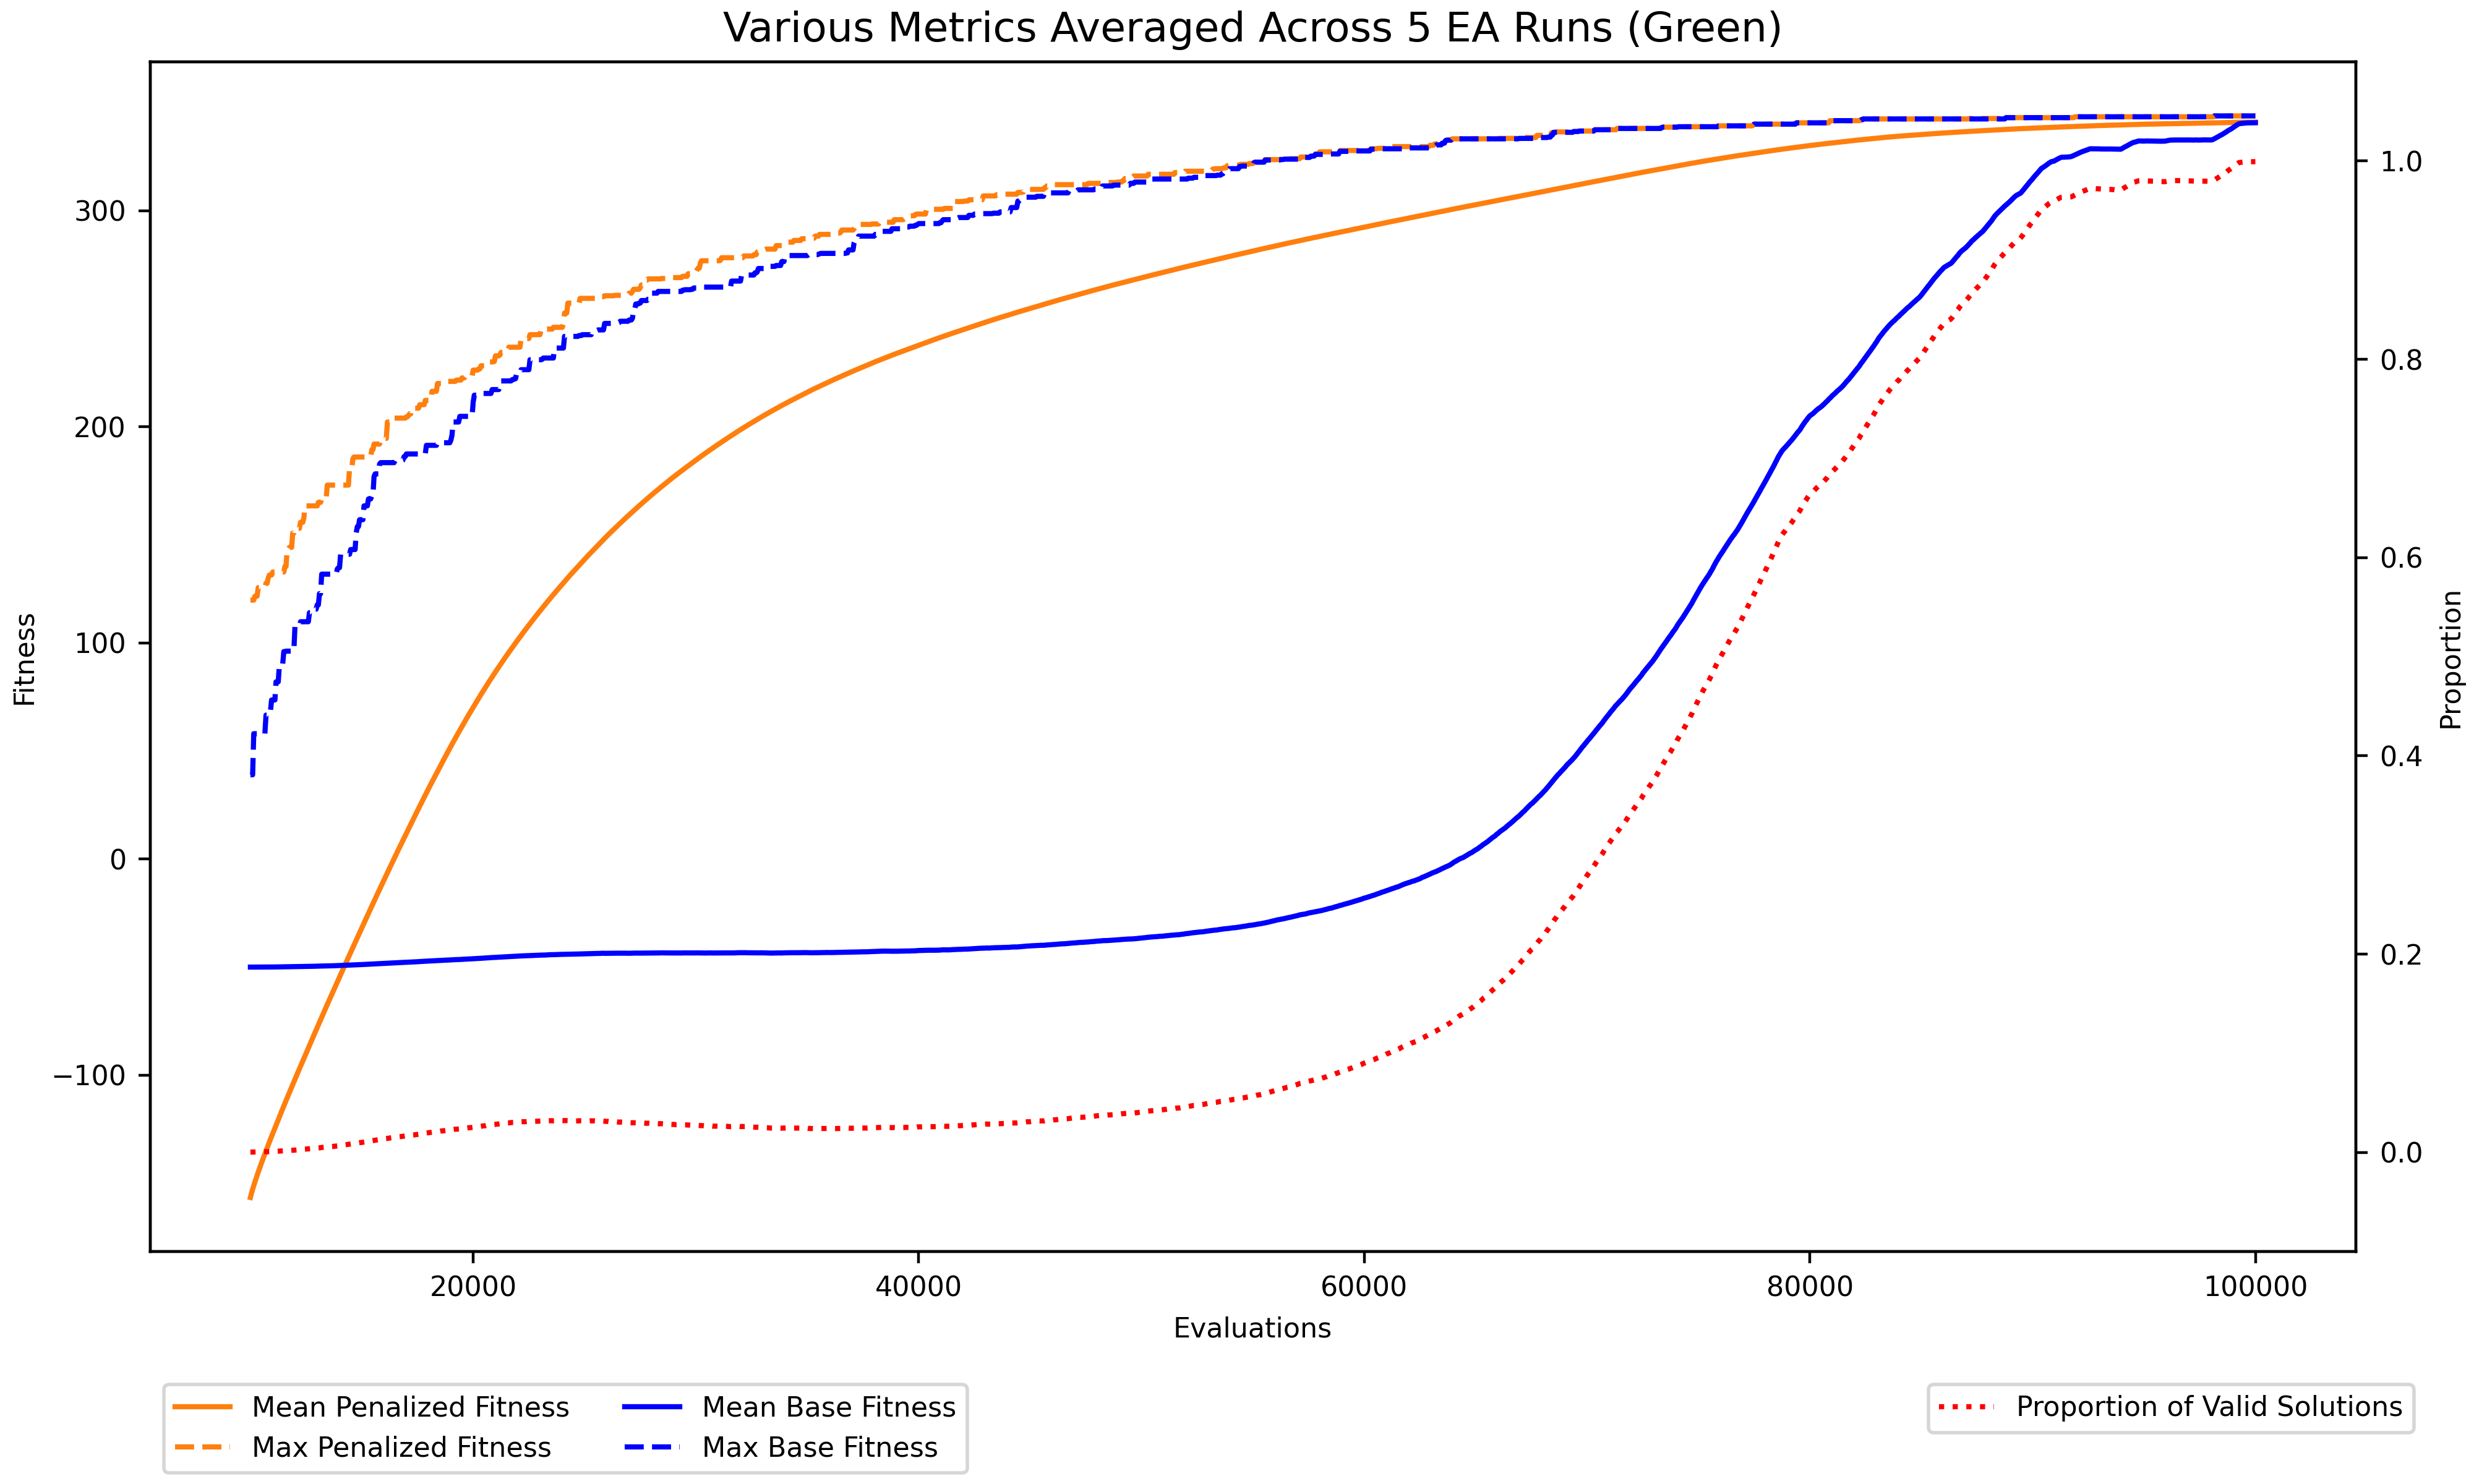 Various Metrics Averaged Across 5 EA Runs (Green)
300
200
100
0
−100
Fitness
1.0
0.8
0.6
0.4
0.2
0.0
Proportion
20000
40000
60000
80000
100000
Evaluations
Mean Penalized Fitness
Max Penalized Fitness
Mean Base Fitness
Max Base Fitness
Proportion of Valid Solutions